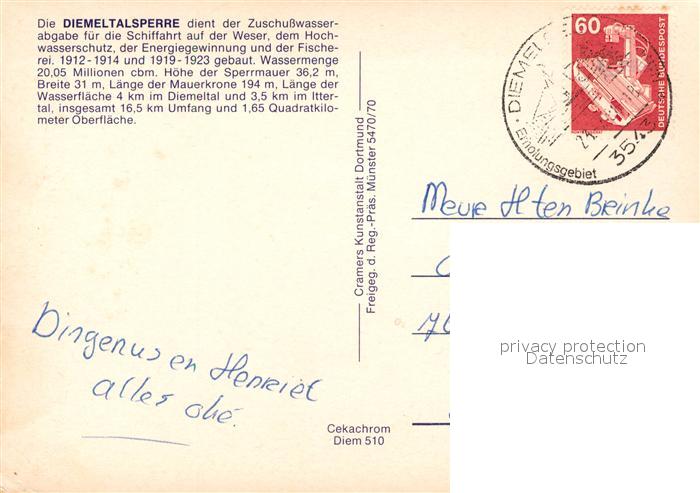 Die DIEMELTALSPERRE dient der Zuschußwasser-
abgabe für die Schiffahrt auf der Weser, dem Hoch-
wasserschutz, der Energiegewinnung und der Fische-
rei. 1912-1914 und 1919-1923 gebaut. Wassermenge
20,05 Millionen cbm. Höhe der Sperrmauer 36,2 m,
Breite 31 m, Länge der Mauerkrone 194 m, Länge der
Wasserfläche 4 km im Diemeltal und 3,5 km im Itter-
tal, insgesamt 16,5 km Umfang und 1,65 Quadratkilo-
meter Oberfläche.
60
DEUTSCHE BUNDESPOST
Erholungsgebiet
Cramers Kunstanstalt Dortmund
Freigeg. d. Reg.-Präs. Münster 5470/70
H ten Brinke
privacy protection
Datenschutz
Dingenus en Henriet
alles oké.
Cekachrom
Diem 510